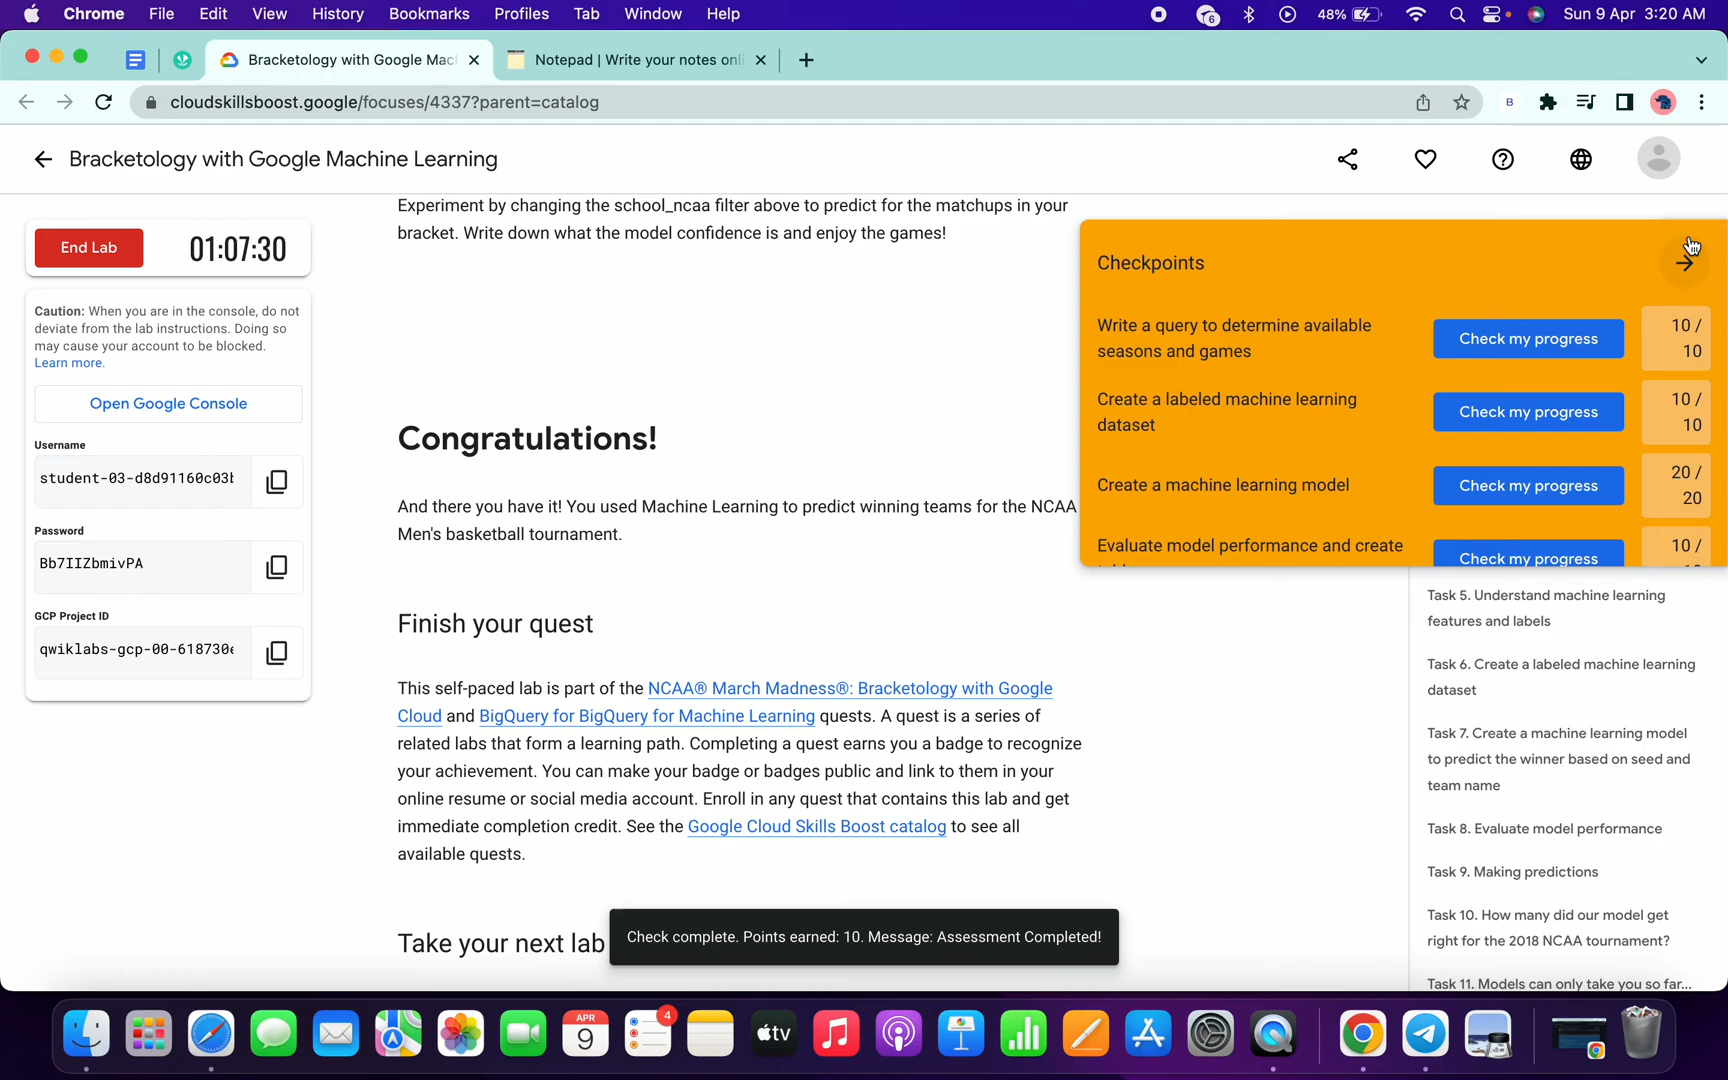 Chrome File Edit View History Bookmarks Profiles Tab Window Help
6
48%
Sun 9 Apr 3:20 AM
Bracketology with Google Mac
Notepad | Write your notes onli
cloudskillsboost.google/focuses/4337?parent=catalog
B
Bracketology with Google Machine Learning
End Lab
01:07:30
Caution: When you are in the console, do not
deviate from the lab instructions. Doing so
may cause your account to be blocked.
Learn more.
Open Google Console
Username
student-03-d8d91160c03b
Password
Bb7IIZbmivPA
GCP Project ID
qwiklabs-gcp-00-618730e
Experiment by changing the school_ncaa filter above to predict for the matchups in your
bracket. Write down what the model confidence is and enjoy the games!
Congratulations!
And there you have it! You used Machine Learning to predict winning teams for the NCAA
Men's basketball tournament.
Finish your quest
This self-paced lab is part of the NCAA® March Madness®: Bracketology with Google
Cloud and BigQuery for BigQuery for Machine Learning quests. A quest is a series of
related labs that form a learning path. Completing a quest earns you a badge to recognize
your achievement. You can make your badge or badges public and link to them in your
online resume or social media account. Enroll in any quest that contains this lab and get
immediate completion credit. See the Google Cloud Skills Boost catalog to see all
available quests.
Take your next lab
Check complete. Points earned: 10. Message: Assessment Completed!
Checkpoints
Write a query to determine available
seasons and games
Check my progress
10 /
10
Create a labeled machine learning
dataset
Check my progress
10 /
10
Create a machine learning model
Check my progress
20 /
20
Evaluate model performance and create
Check my progress
10 /
Task 5. Understand machine learning
features and labels
Task 6. Create a labeled machine learning
dataset
Task 7. Create a machine learning model
to predict the winner based on seed and
team name
Task 8. Evaluate model performance
Task 9. Making predictions
Task 10. How many did our model get
right for the 2018 NCAA tournament?
Task 11. Models can only take you so far...
APR
9
4
tv